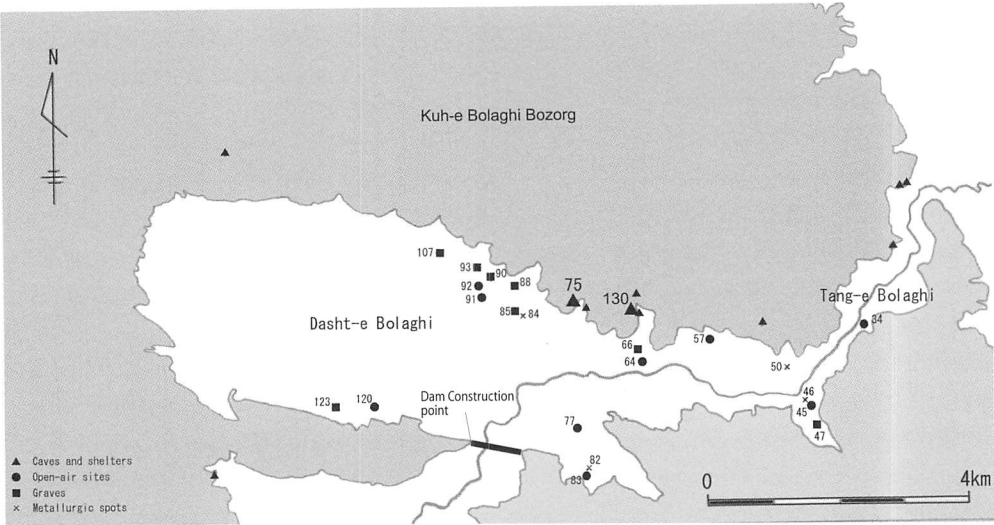 N
Kuh-e Bolaghi Bozorg
107
93
90
92
88
91
85
84
75
130
Tang-e Bolaghi
34
Dasht-e Bolaghi
66
57
64
50
46
45
47
123
120
Dam Construction
point
77
82
83
Caves and shelters
Open-air sites
Graves
Metallurgic spots
0
4km